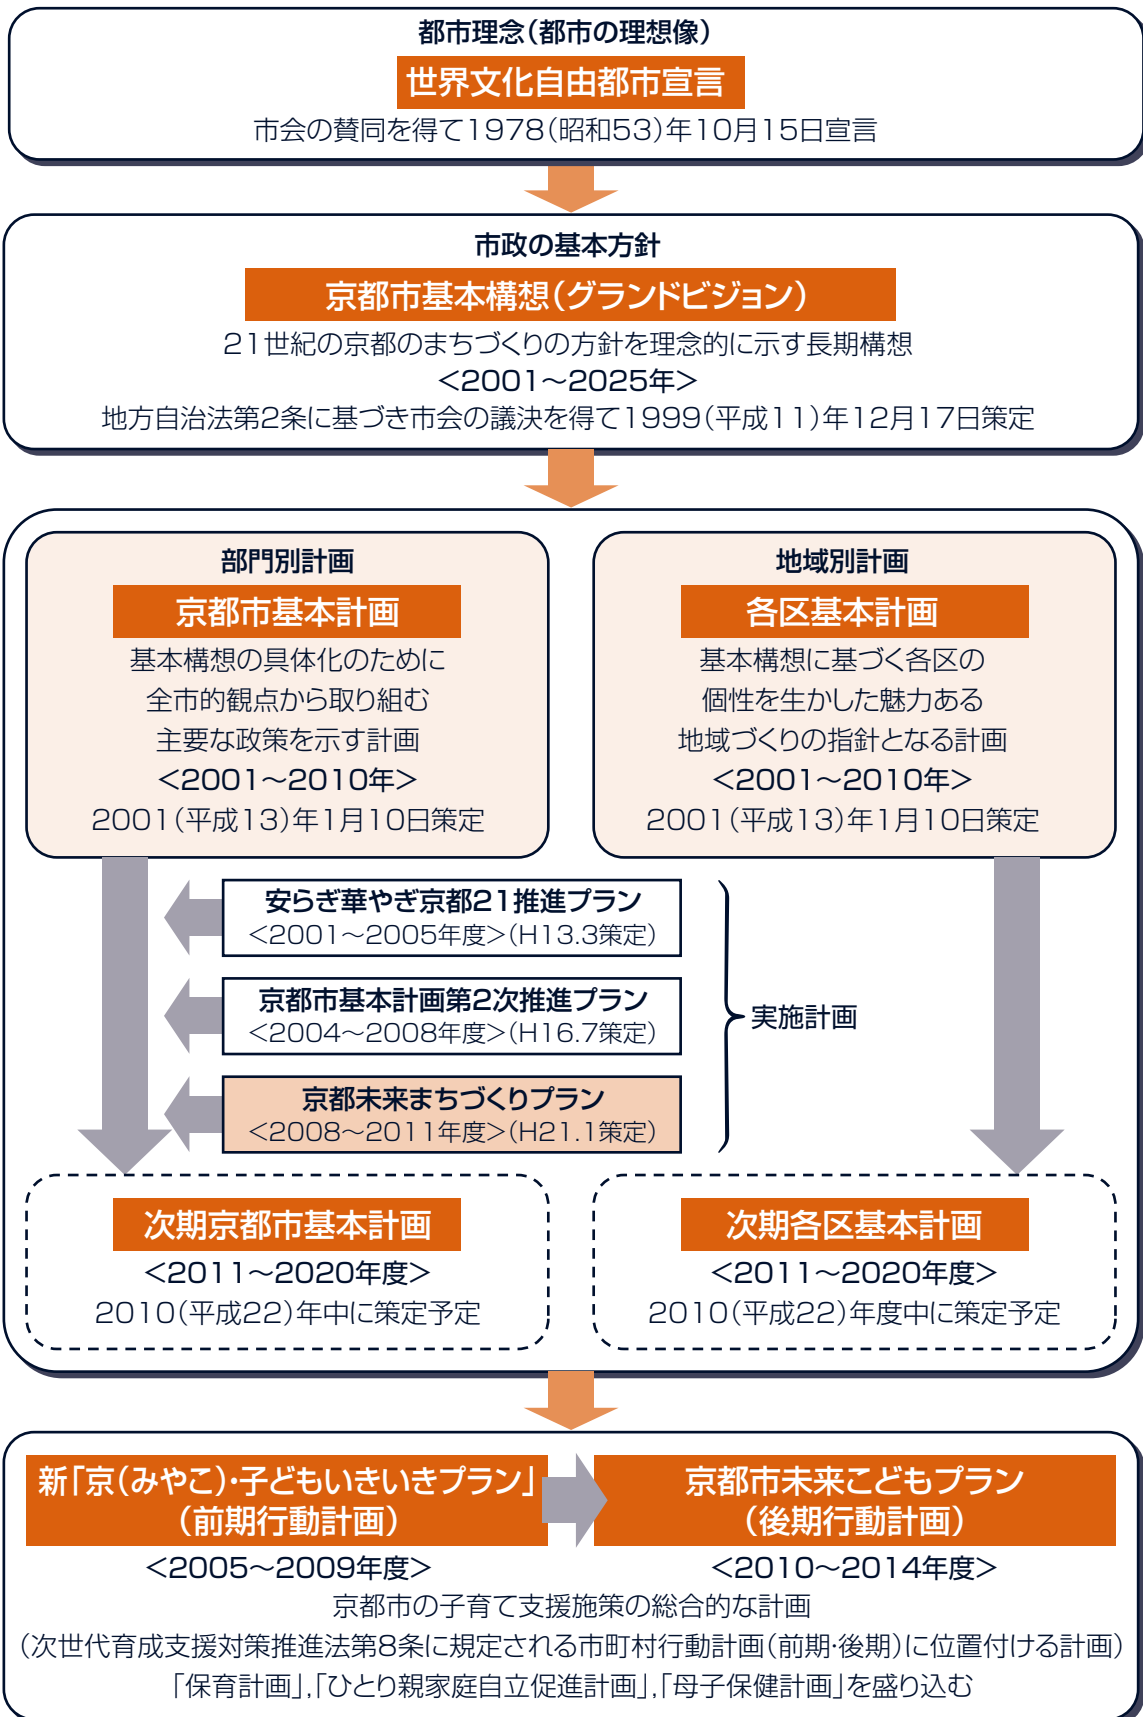 都市理念(都市の理想像)
世界文化自由都市宣言
市会の賛同を得て1978(昭和53)年10月15日宣言
市政の基本方針
京都市基本構想(グランドビジョン)
21世紀の京都のまちづくりの方針を理念的に示す長期構想
<2001～2025年>
地方自治法第2条に基づき市会の議決を得て1999(平成11)年12月17日策定
部門別計画
京都市基本計画
基本構想の具体化のために
全市的観点から取り組む
主要な政策を示す計画
<2001～2010年>
2001(平成13)年1月10日策定
地域別計画
各区基本計画
基本構想に基づく各区の
個性を生かした魅力ある
地域づくりの指針となる計画
<2001～2010年>
2001(平成13)年1月10日策定
安らぎ華やぎ京都21推進プラン
<2001～2005年度>(H13.3策定)
京都市基本計画第2次推進プラン
<2004～2008年度>(H16.7策定)
京都未来まちづくりプラン
<2008～2011年度>(H21.1策定)
実施計画
次期京都市基本計画
<2011～2020年度>
2010(平成22)年中に策定予定
次期各区基本計画
<2011～2020年度>
2010(平成22)年度中に策定予定
新「京(みやこ)・子どもいきいきプラン」
(前期行動計画)
<2005～2009年度>
京都市未来こどもプラン
(後期行動計画)
<2010～2014年度>
京都市の子育て支援施策の総合的な計画
(次世代育成支援対策推進法第8条に規定される市町村行動計画(前期・後期)に位置付ける計画)
「保育計画」,「ひとり親家庭自立促進計画」,「母子保健計画」を盛り込む